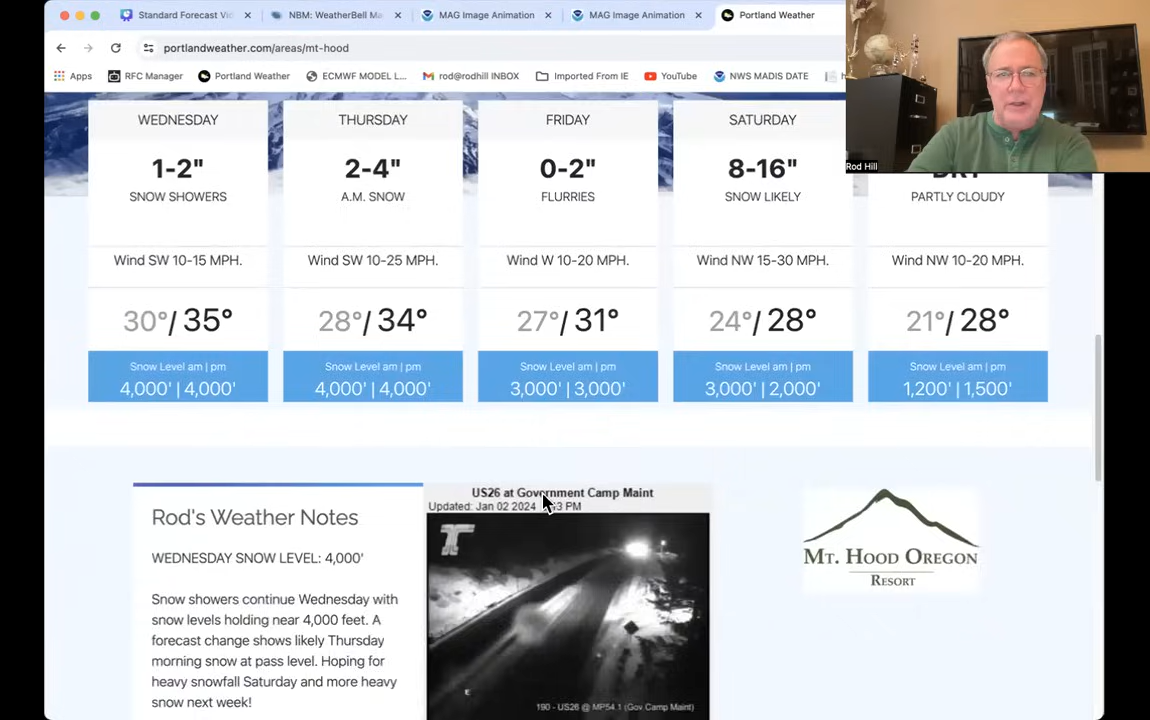 Standard Forecast Vi
NBM: WeatherBell Ma
MAG Image Animation
MAG Image Animation
Portland Weather
portlandweather.com/areas/mt-hood
Apps
RFC Manager
Portland Weather
ECMWF MODEL L...
rod@rodhill INBOX
Imported From IE
YouTube
NWS MADIS DATE
Rod Hill
WEDNESDAY
THURSDAY
FRIDAY
SATURDAY
1-2"
2-4"
0-2"
8-16"
DRY
SNOW SHOWERS
A.M. SNOW
FLURRIES
SNOW LIKELY
PARTLY CLOUDY
Wind SW 10-15 MPH.
Wind SW 10-25 MPH.
Wind W 10-20 MPH.
Wind NW 15-30 MPH.
Wind NW 10-20 MPH.
30°/ 35°
28°/ 34°
27°/ 31°
24°/ 28°
21°/ 28°
Snow Level am | pm
Snow Level am | pm
Snow Level am | pm
Snow Level am | pm
Snow Level am | pm
4,000' | 4,000'
4,000' | 4,000'
3,000' | 3,000'
3,000' | 2,000'
1,200' | 1,500'
Rod's Weather Notes
WEDNESDAY SNOW LEVEL: 4,000'
Snow showers continue Wednesday with
snow levels holding near 4,000 feet. A
forecast change shows likely Thursday
morning snow at pass level. Hoping for
heavy snowfall Saturday and more heavy
snow next week!
US26 at Government Camp Maint
Updated: Jan 02 2024 PM
190 - US26 @ MP54.1 (Gov Camp Maint)
MT. HOOD OREGON
RESORT